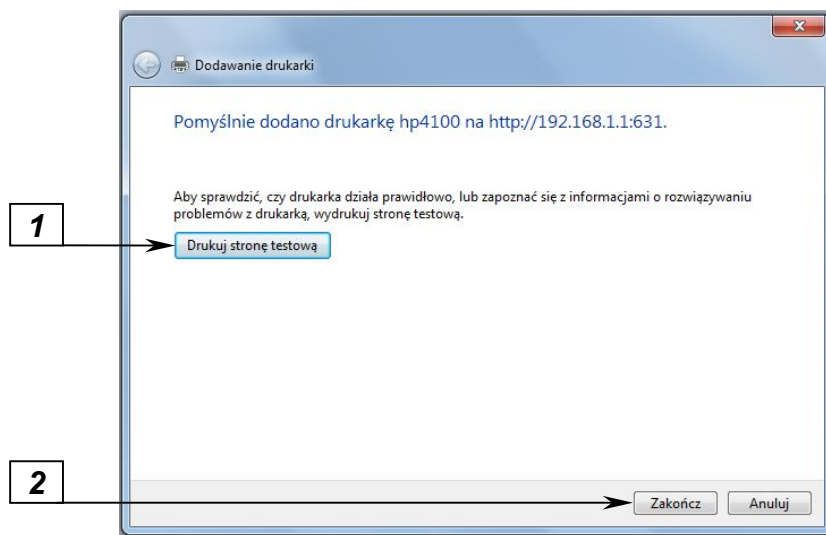 Dodawanie drukarki
Pomyślnie dodano drukarkę hp4100 na http://192.168.1.1:631.
Aby sprawdzić, czy drukarka działa prawidłowo, lub zapoznać się z informacjami o rozwiązywaniu
problemów z drukarką, wydrukuj stronę testową.
1
Drukuj stronę testową
2
Zakończ
Anuluj